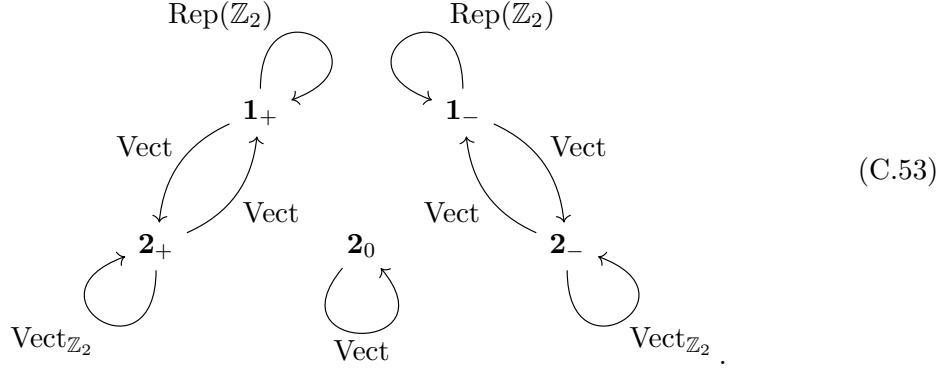 Rep(ℤ₂) Rep(ℤ₂)
𝟏₊ 𝟏₋
Vect Vect
(C.53)
Vect Vect
𝟐₊ 𝟐₀ 𝟐₋
Vect_ℤ₂ Vect Vect_ℤ₂ .